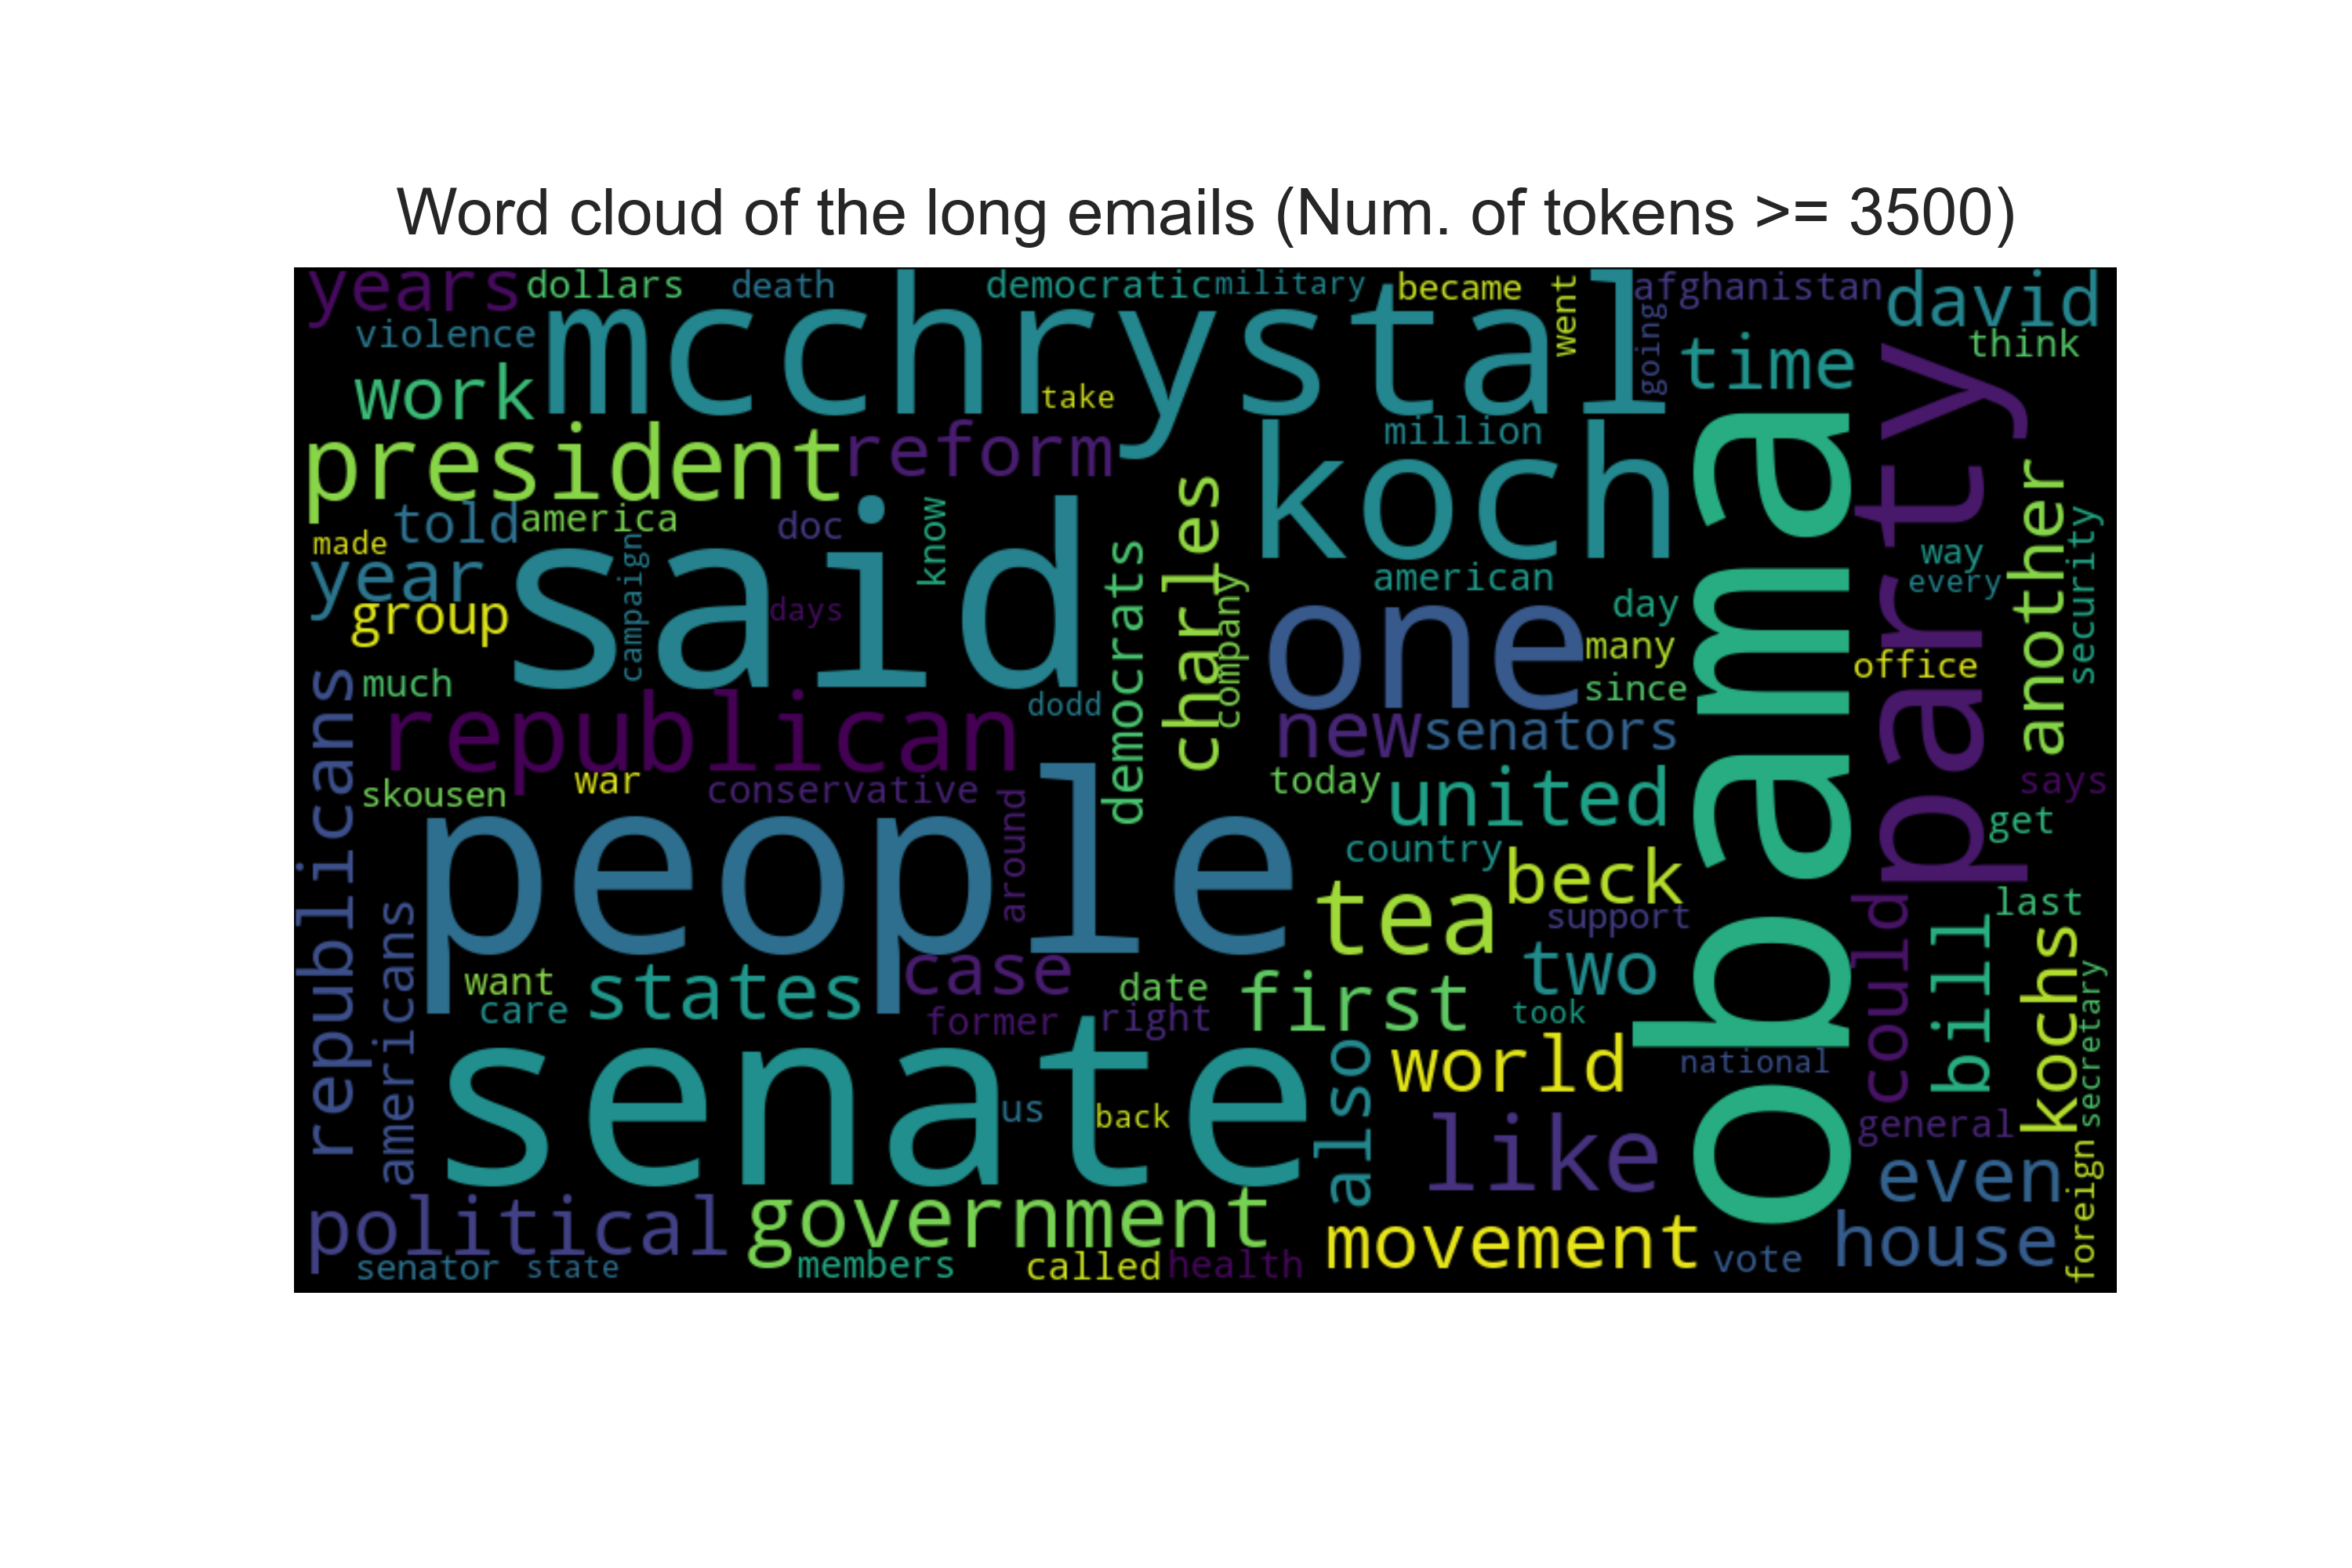 Word cloud of the long emails (Num. of tokens >= 3500)
years
dollars
death
democratic
military
became
went
going
afghanistan
david
violence
mcchrystal
time
think
work
take
president
reform
million
koch
obama
party
another
security
told
america
doc
know
charles
made
year
said
campaign
days
democrats
company
american
way
every
group
one
day
many
office
much
dodd
since
republicans
republican
new
senators
skousen
war
conservative
around
today
united
says
get
people
country
beck
tea
support
could
bill
last
kochs
secretary
americans
want
care
states
case
date
first
two
former
right
took
senate
us
back
also
world
national
like
general
even
foreign
political
government
movement
house
senator
state
members
called
health
vote